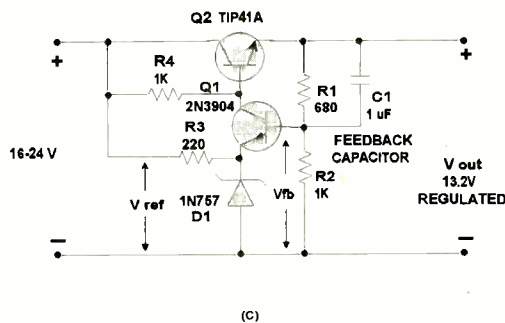 Q2 TIP41A
+
+
R4
1K
Q1
2N3904
R1
680
C1
1 uF
R3
220
FEEDBACK
CAPACITOR
16-24 V
V ref
1N757
D1
Vfb
R2
1K
V out
13.2V
REGULATED
−
−
(C)